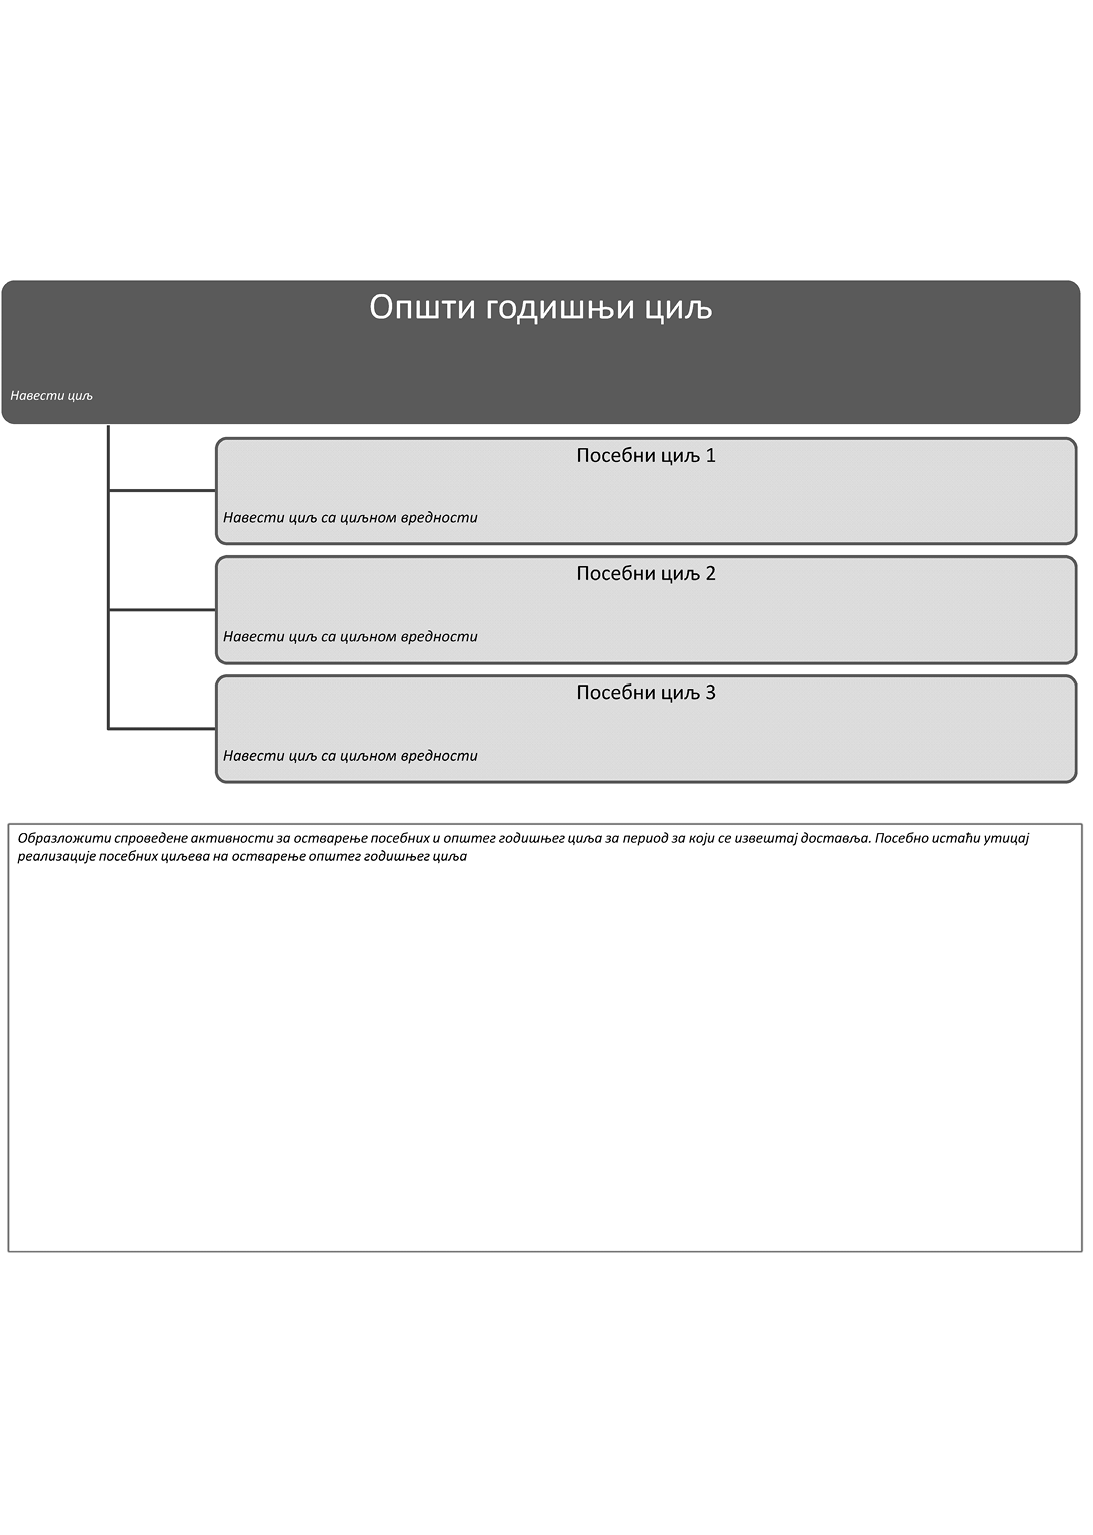 Општи годишњи циљ
Навести циљ
Посебни циљ 1
Навести циљ са циљном вредности
Посебни циљ 2
Навести циљ са циљном вредности
Посебни циљ 3
Навести циљ са циљном вредности
Образложити спроведене активности за остварење посебних и општег годишњег циља за период за који се извештај доставља. Посебно истаћи утицај
реализације посебних циљева на остварење општег годишњег циља